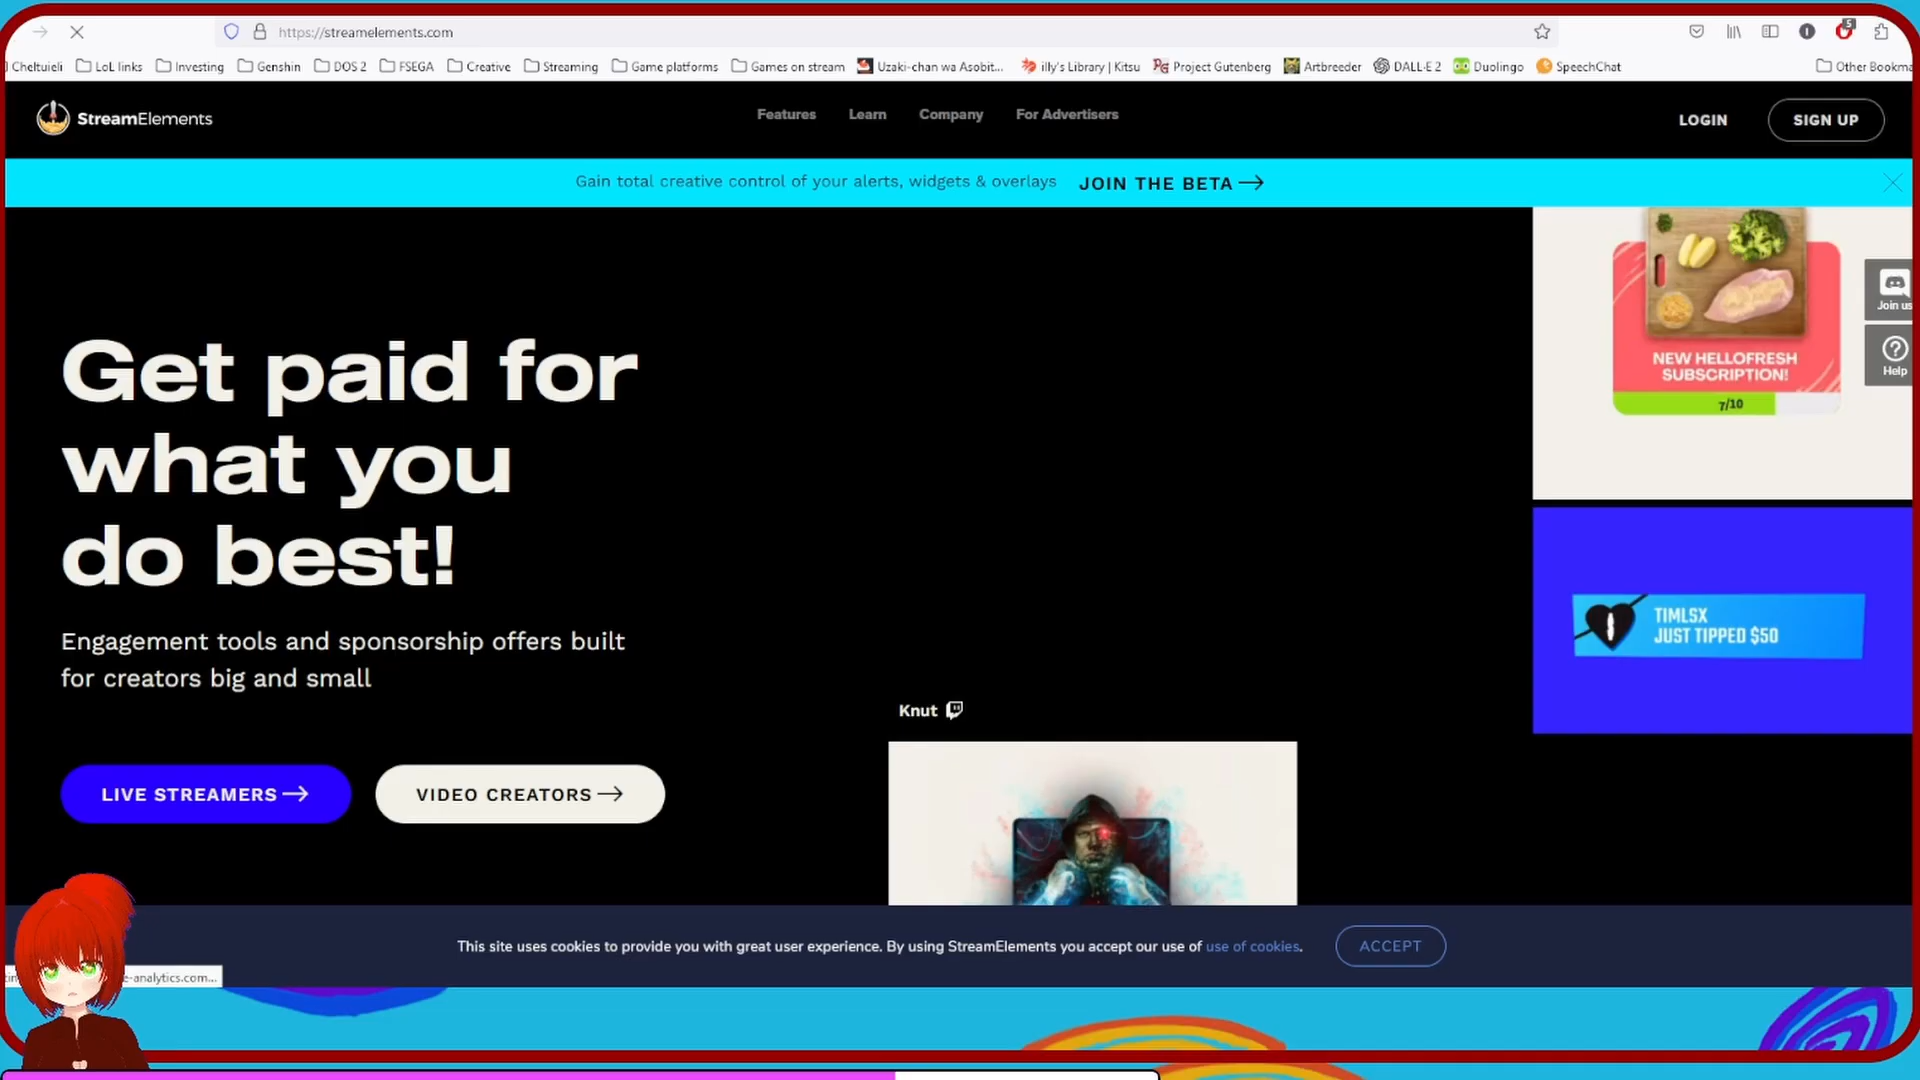 https://streamelements.com
5
Cheltuieli LoL links Investing Genshin DOS 2 FSEGA Creative Streaming Game platforms Games on stream Uzaki-chan wa Asobit... illy's Library | Kitsu Project Gutenberg Artbreeder DALL·E 2 Duolingo SpeechChat Other Bookma
StreamElements
Features Learn Company For Advertisers
LOGIN SIGN UP
Gain total creative control of your alerts, widgets & overlays JOIN THE BETA
Get paid for
what you
do best!
Engagement tools and sponsorship offers built
for creators big and small
LIVE STREAMERS VIDEO CREATORS
Knut
NEW HELLOFRESH
SUBSCRIPTION!
7/10
Join us
Help
TIMLSX
JUST TIPPED $50
This site uses cookies to provide you with great user experience. By using StreamElements you accept our use of use of cookies. ACCEPT
e-analytics.com...